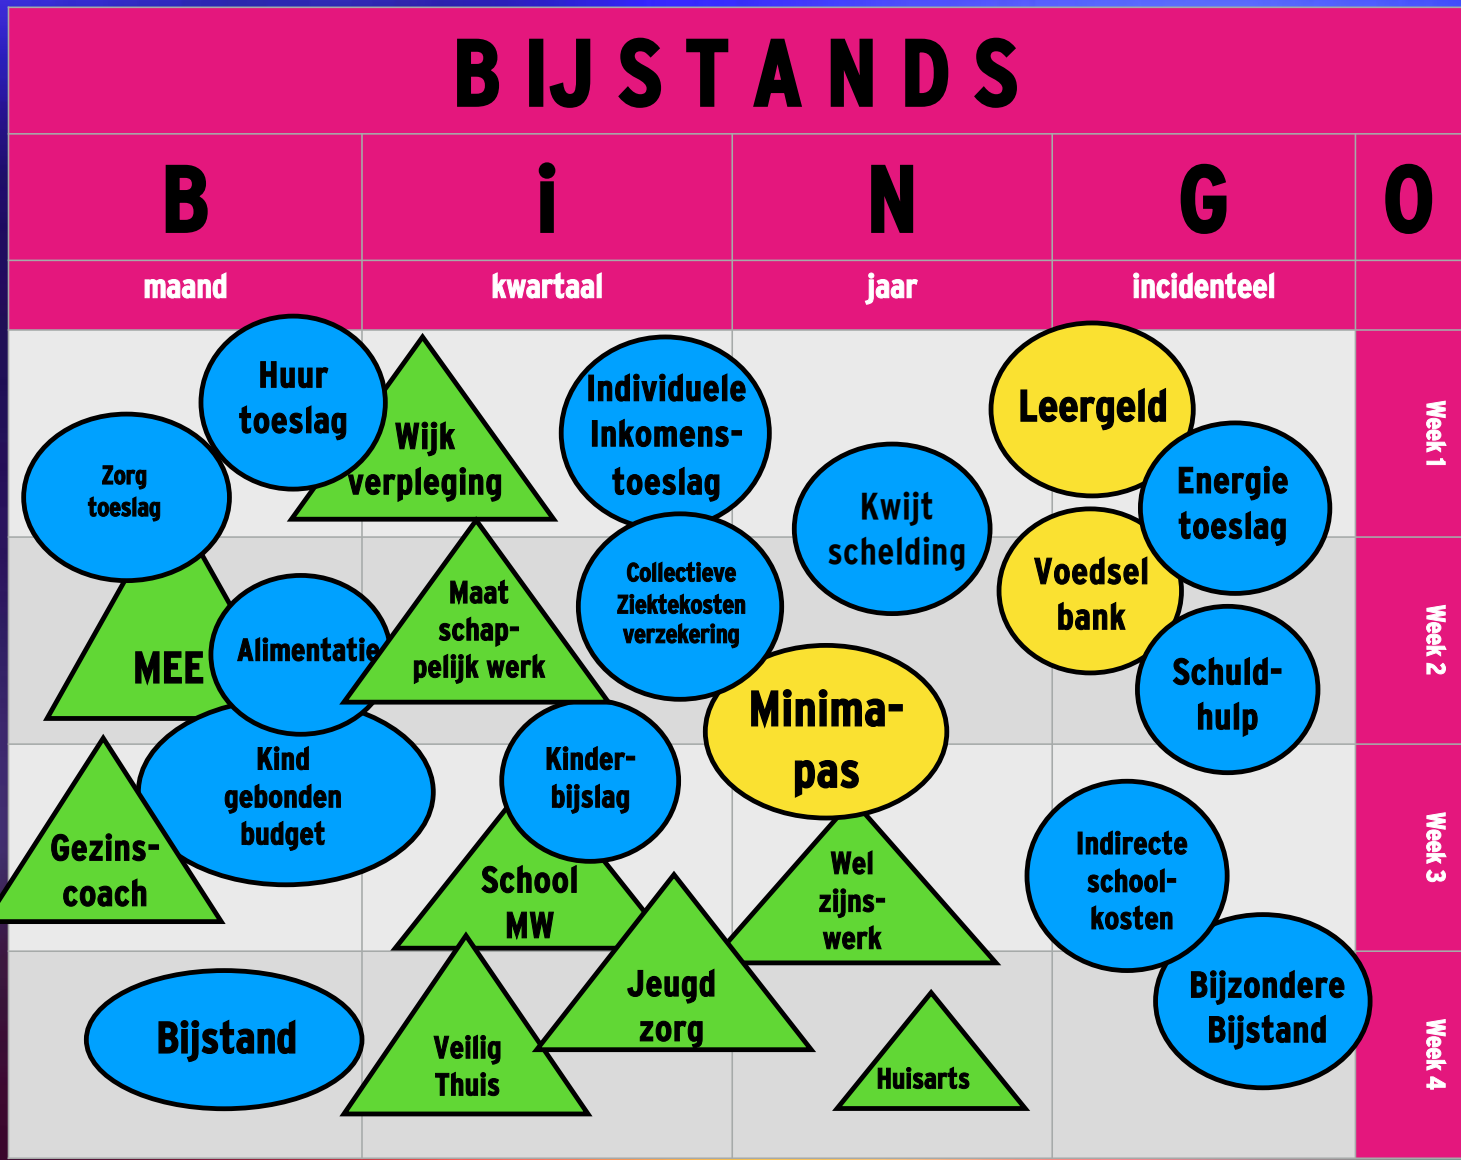 BIJSTANDS
B i N G O
maand kwartaal jaar incidenteel
Huur
toeslag
Zorg
toeslag
Wijk
verpleging
Individuele
Inkomens-
toeslag
Kwijt
schelding
Leergeld
Energie
toeslag
Week 1
MEE
Alimentatie
Maat
schap-
pelijk werk
Collectieve
Ziektekosten
verzekering
Minima-
pas
Voedsel
bank
Schuld-
hulp
Week 2
Gezins-
coach
Kind
gebonden
budget
Kinder-
bijslag
School
MW
Wel
zijns-
werk
Indirecte
school-
kosten
Week 3
Bijstand
Veilig
Thuis
Jeugd
zorg
Huisarts
Bijzondere
Bijstand
Week 4